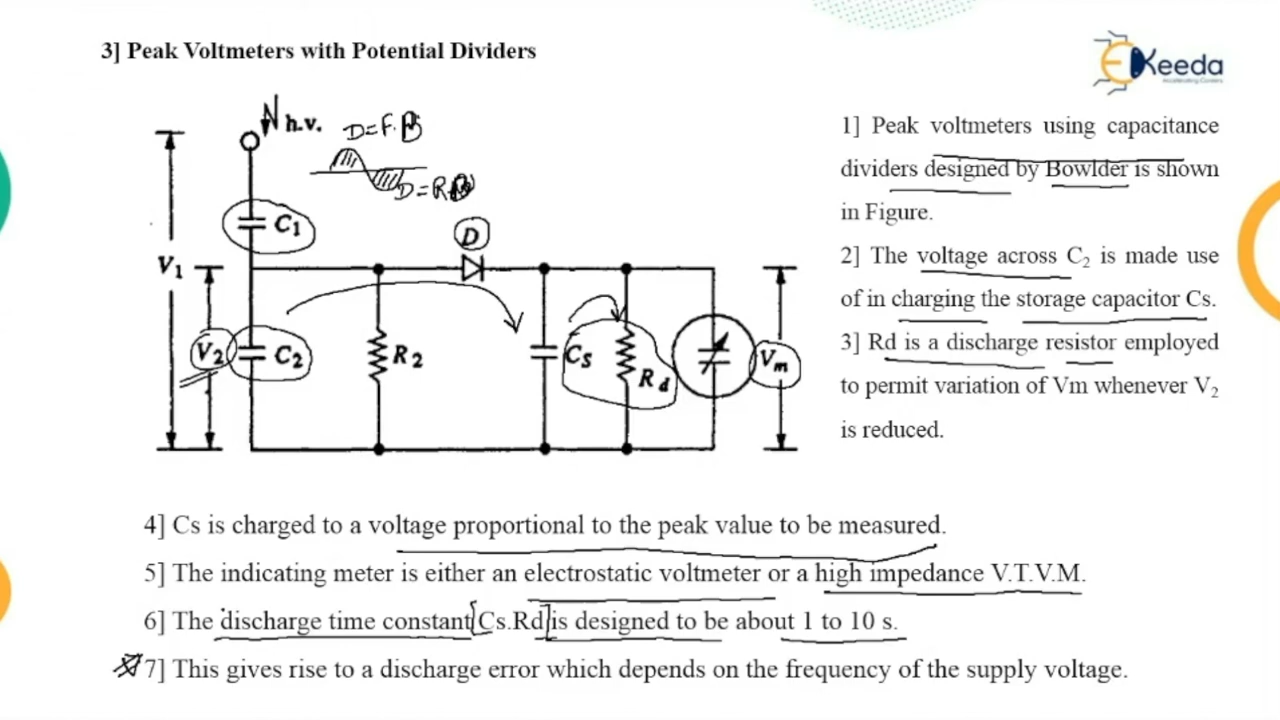 3] Peak Voltmeters with Potential Dividers
EKeeda
h.v.
D=F.B
D=R.B
C1
D
V1
V2
C2
R2
Cs
Rd
Vm
1] Peak voltmeters using capacitance
dividers designed by Bowlder is shown
in Figure.
2] The voltage across C2 is made use
of in charging the storage capacitor Cs.
3] Rd is a discharge resistor employed
to permit variation of Vm whenever V2
is reduced.
4] Cs is charged to a voltage proportional to the peak value to be measured.
5] The indicating meter is either an electrostatic voltmeter or a high impedance V.T.V.M.
6] The discharge time constant[Cs.Rd]is designed to be about 1 to 10 s.
7] This gives rise to a discharge error which depends on the frequency of the supply voltage.